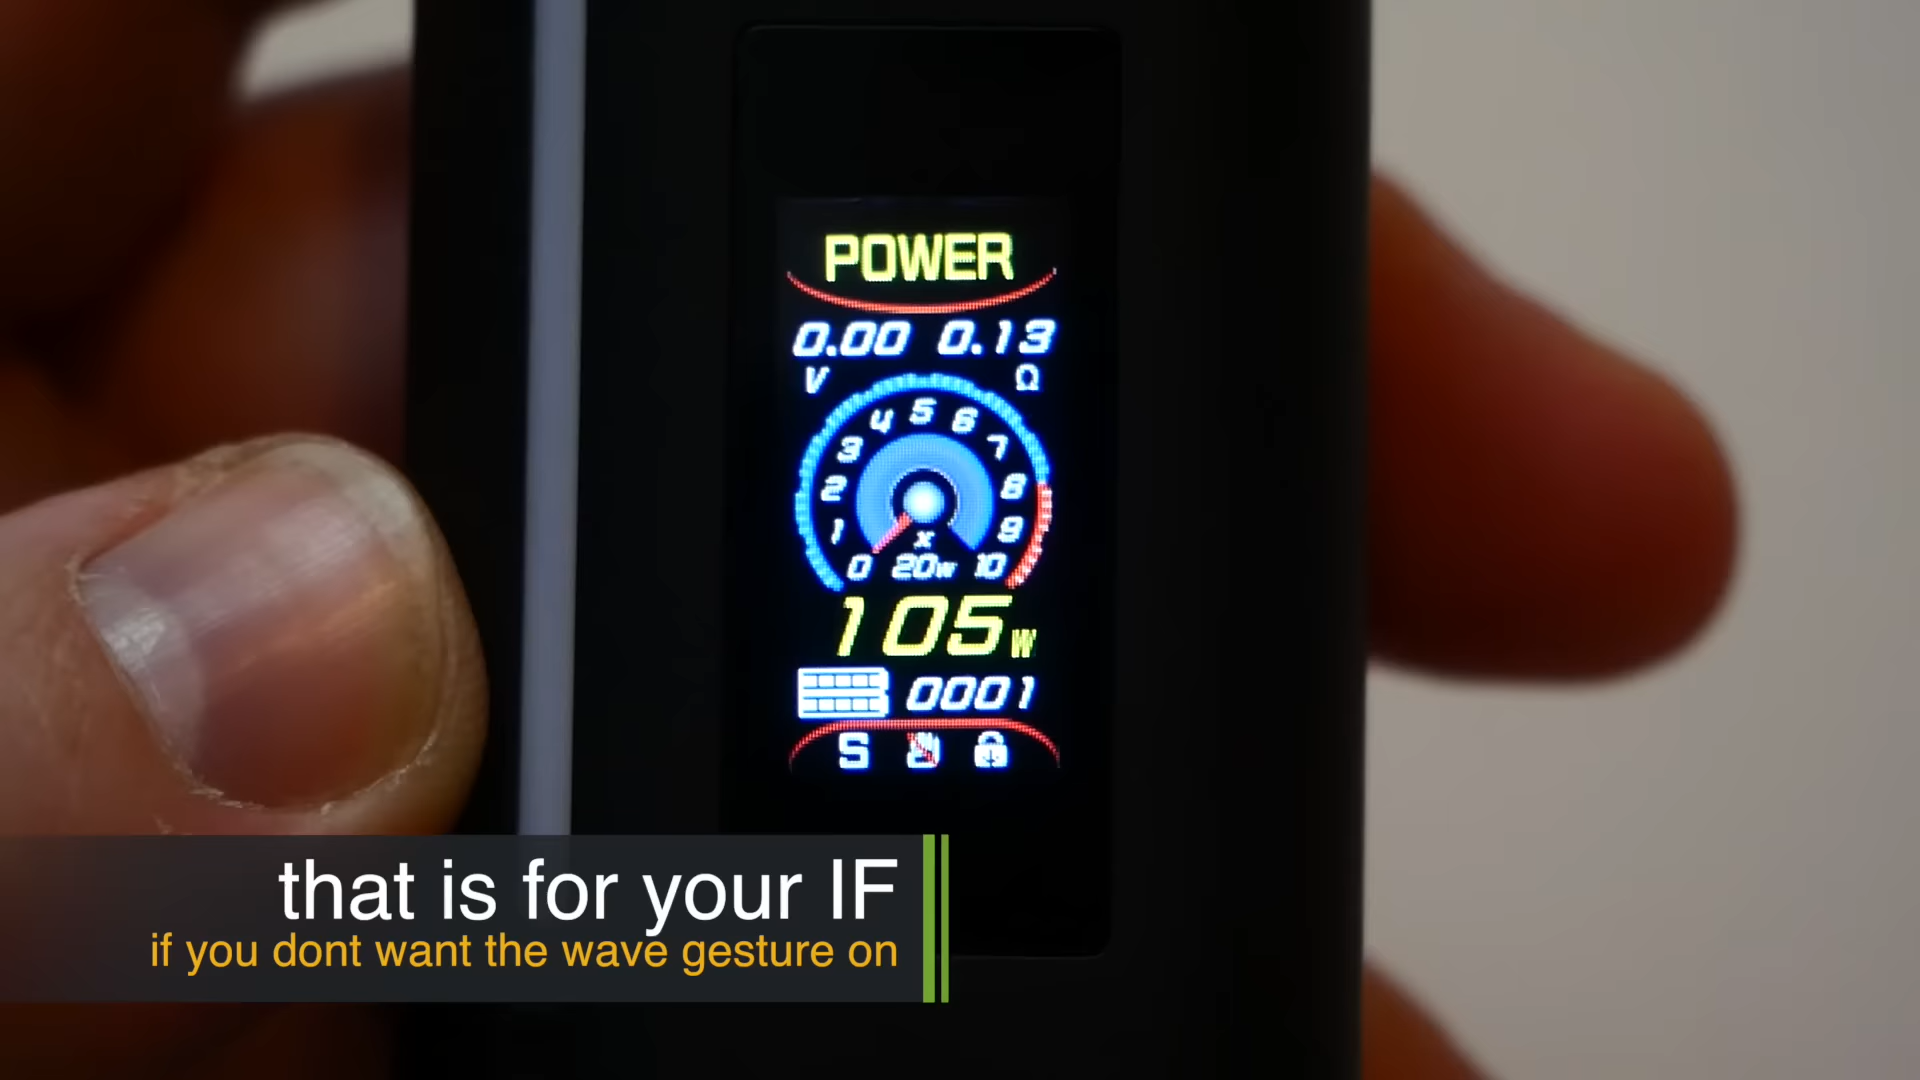 POWER
0.00 0.13
V Ω
0 1 2 3 4 5 6 7 8 9 10
x
20w
105w
0001
S
that is for your IF
if you dont want the wave gesture on